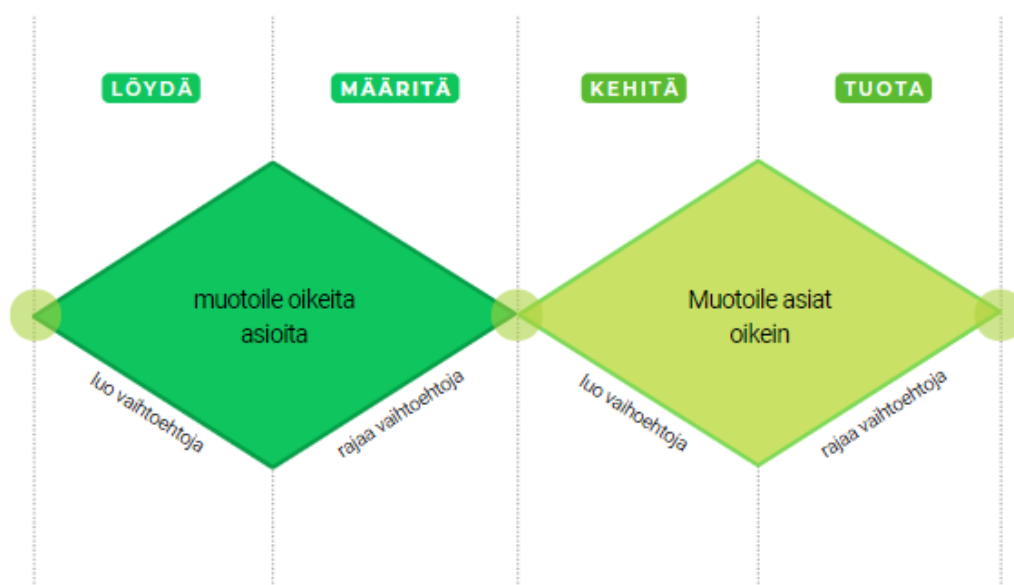 LÖYDÄ
MÄÄRITÄ
KEHITÄ
TUOTA
muotoile oikeita
asioita
Muotoile asiat
oikein
luo vaihtoehtoja
rajaa vaihtoehtoja
luo vaihoehtoja
rajaa vaihtoehtoja